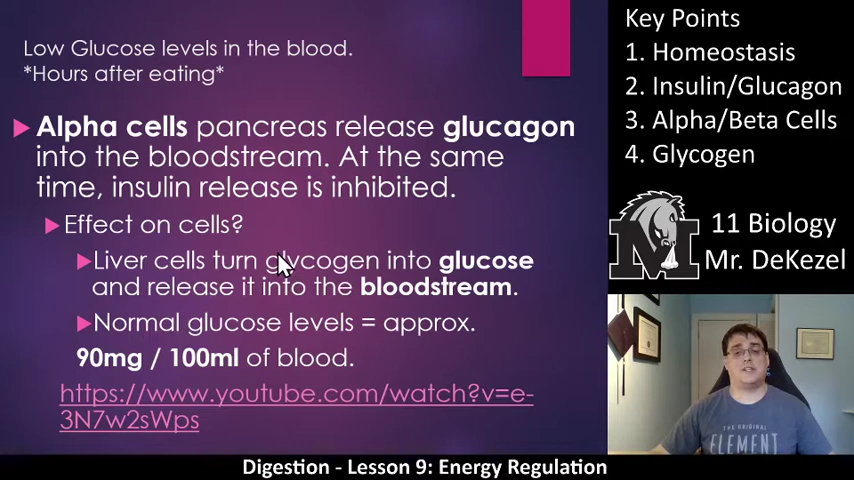 Low Glucose levels in the blood.
*Hours after eating*
Alpha cells pancreas release glucagon
into the bloodstream. At the same
time, insulin release is inhibited.
Effect on cells?
Liver cells turn glycogen into glucose
and release it into the bloodstream.
Normal glucose levels = approx.
90mg / 100ml of blood.
https://www.youtube.com/watch?v=e-
3N7w2sWps
Key Points
1. Homeostasis
2. Insulin/Glucagon
3. Alpha/Beta Cells
4. Glycogen
M
11 Biology
Mr. DeKezel
THE ORIGINAL
ELEMENT
Digestion - Lesson 9: Energy Regulation